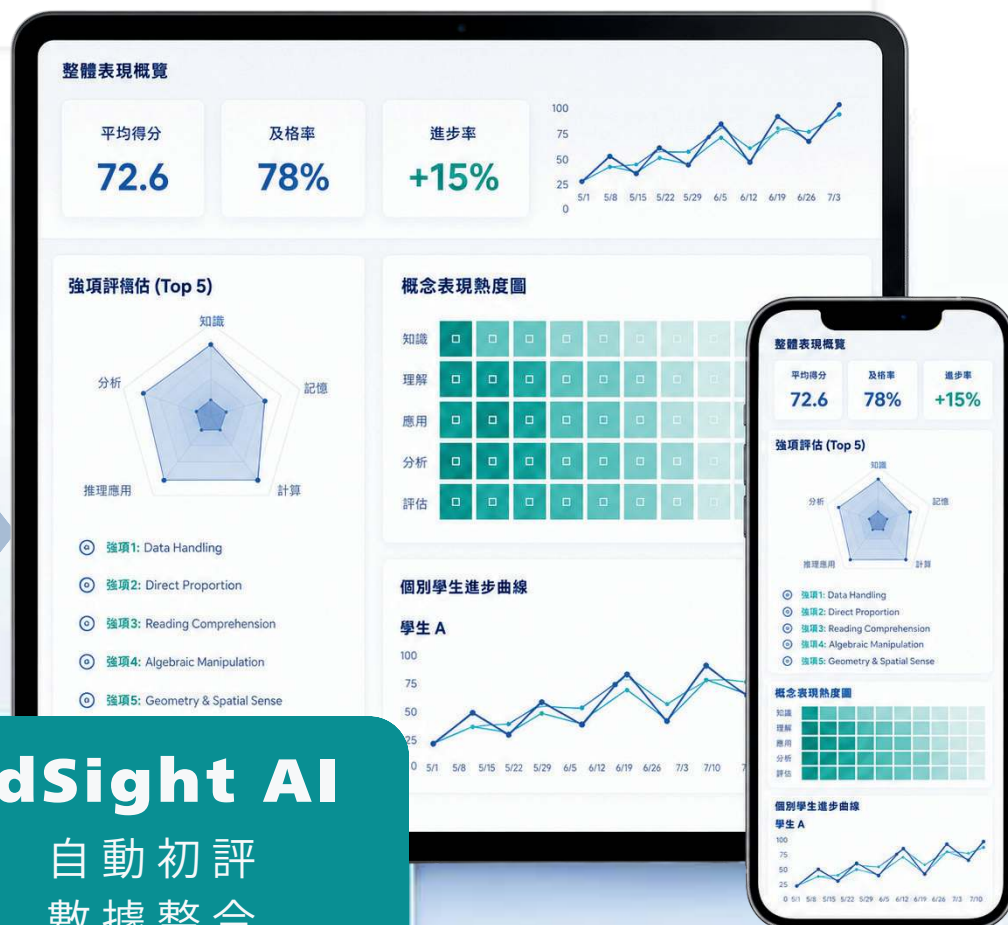 整體表現概覽
平均得分
72.6
及格率
78%
進步率
+15%
100
75
50
25
0
5/1 5/8 5/15 5/22 5/29 6/5 6/12 6/19 6/26 7/3
強項評估 (Top 5)
知識
分析
記憶
推理應用
計算
強項1: Data Handling
強項2: Direct Proportion
強項3: Reading Comprehension
強項4: Algebraic Manipulation
強項5: Geometry & Spatial Sense
概念表現熱度圖
知識
理解
應用
分析
評估
個別學生進步曲線
學生 A
100
75
50
25
0 5/1 5/8 5/15 5/22 5/29 6/5 6/12 6/19 6/26 7/3 7/10
dSight AI
自動初評
數據整合
整體表現概覽
平均得分
72.6
及格率
78%
進步率
+15%
強項評估 (Top 5)
知識
分析
記憶
推理應用
計算
強項1: Data Handling
強項2: Direct Proportion
強項3: Reading Comprehension
強項4: Algebraic Manipulation
強項5: Geometry & Spatial Sense
概念表現熱度圖
知識
理解
應用
分析
評估
個別學生進步曲線
學生 A
100
75
50
25
0 5/1 5/8 5/15 5/22 5/29 6/5 6/12 6/19 6/26 7/3 7/10